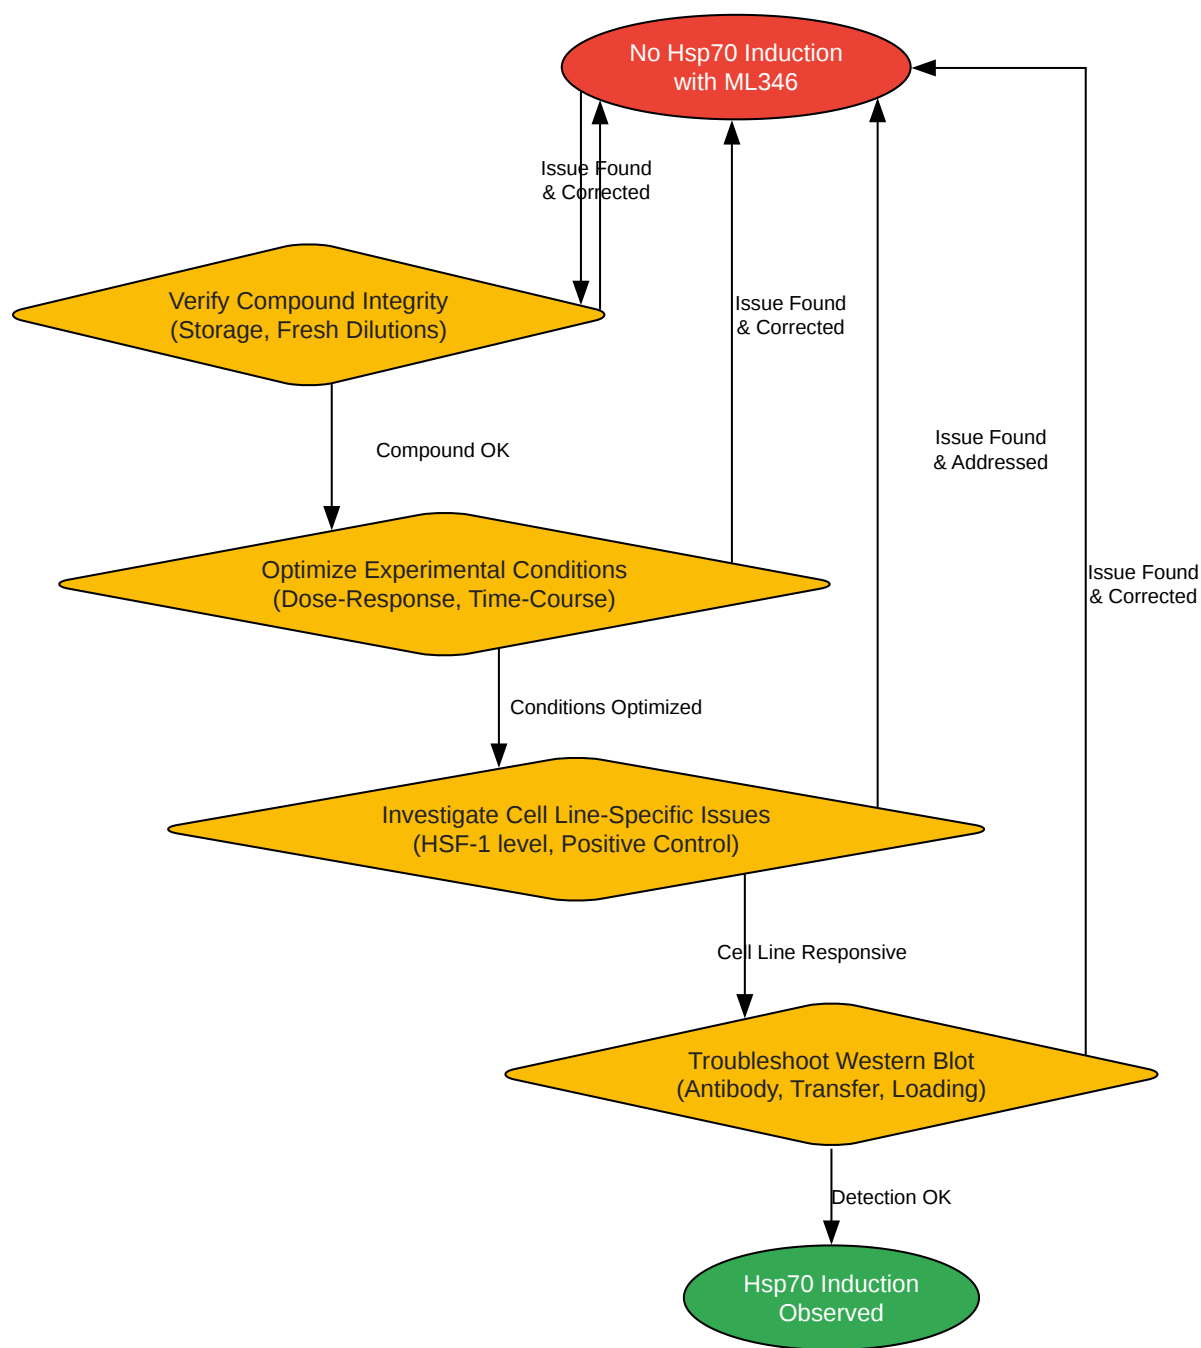 No Hsp70 Induction
with ML346
Issue Found
& Corrected
Verify Compound Integrity
(Storage, Fresh Dilutions)
Issue Found
& Corrected
Compound OK
Issue Found
& Addressed
Optimize Experimental Conditions
(Dose-Response, Time-Course)
Issue Found
& Corrected
Conditions Optimized
Investigate Cell Line-Specific Issues
(HSF-1 level, Positive Control)
Cell Line Responsive
Troubleshoot Western Blot
(Antibody, Transfer, Loading)
Detection OK
Hsp70 Induction
Observed